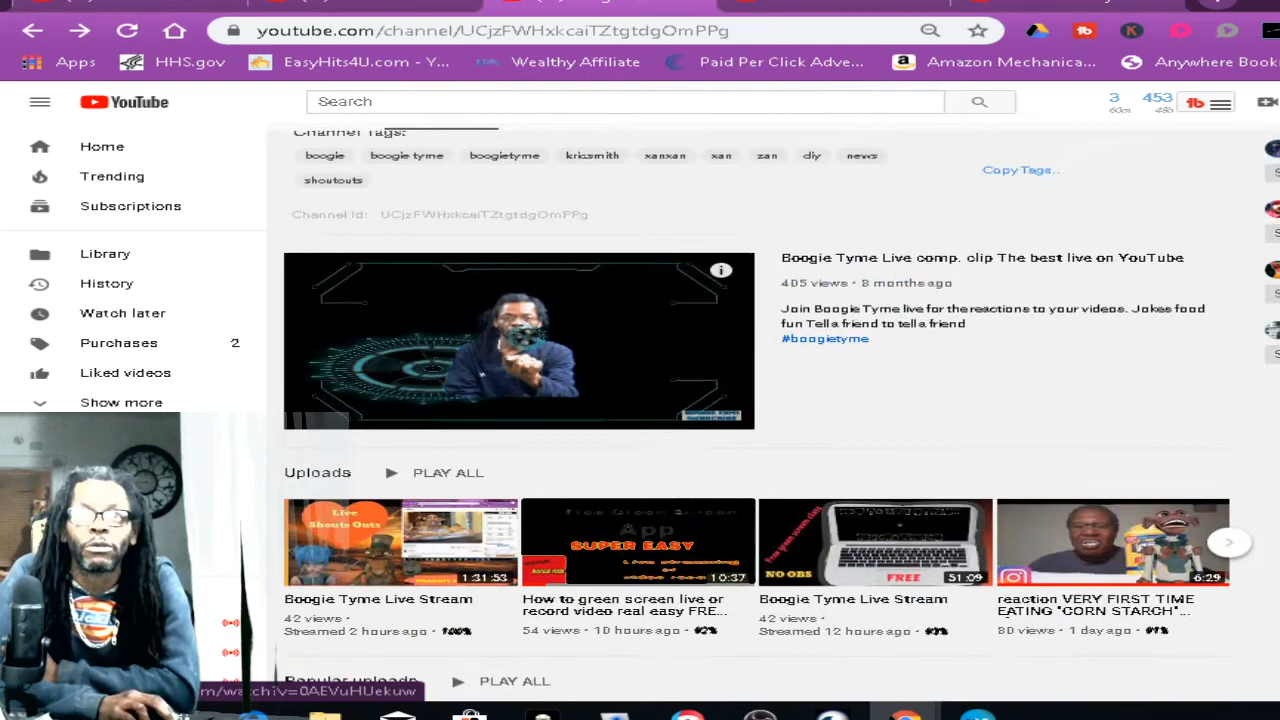 youtube.com/channel/UCjzFWHxkcaiTZtgtdgOmPPg
Apps HHS.gov EasyHits4U.com - Y... Wealthy Affiliate Paid Per Click Adve... Amazon Mechanica... Anywhere Book
YouTube Search 3 453
60m 48h
Home
Trending
Subscriptions
Library
History
Watch later
Purchases 2
Liked videos
Show more
Channel Tags:
boogie boogie tyme boogietyme kriksmith xanxan xan zan diy news
shoutouts
Copy Tags..
Channel Id: UCjzFWHxkcaiTZtgtdgOmPPg
Boogie Tyme Live comp. clip The best live on YouTube
405 views • 8 months ago
Join Boogie Tyme live for the reactions to your videos. Jokes food
fun Tell a friend to tell a friend
#boogietyme
Uploads PLAY ALL
Live
Shouts Outs
1:31:53
App
SUPER EASY
10:37
NO OBS
FREE
51:09
6:29
Boogie Tyme Live Stream
42 views •
Streamed 2 hours ago • 100%
How to green screen live or
record video real easy FRE...
54 views • 10 hours ago •
Boogie Tyme Live Stream
42 views •
Streamed 12 hours ago •
reaction VERY FIRST TIME
EATING "CORN STARCH"...
80 views • 1 day ago •
Popular uploads PLAY ALL
m/watch?v=0AEVuHUekuw